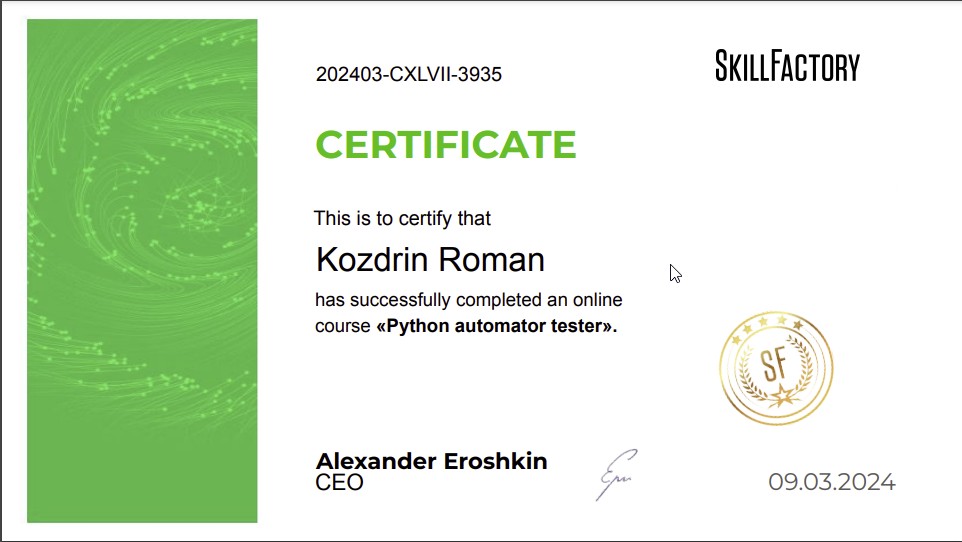 202403-CXLVII-3935
SKILLFACTORY
CERTIFICATE
This is to certify that
Kozdrin Roman
has successfully completed an online
course «Python automator tester».
SF
Alexander Eroshkin
CEO
09.03.2024